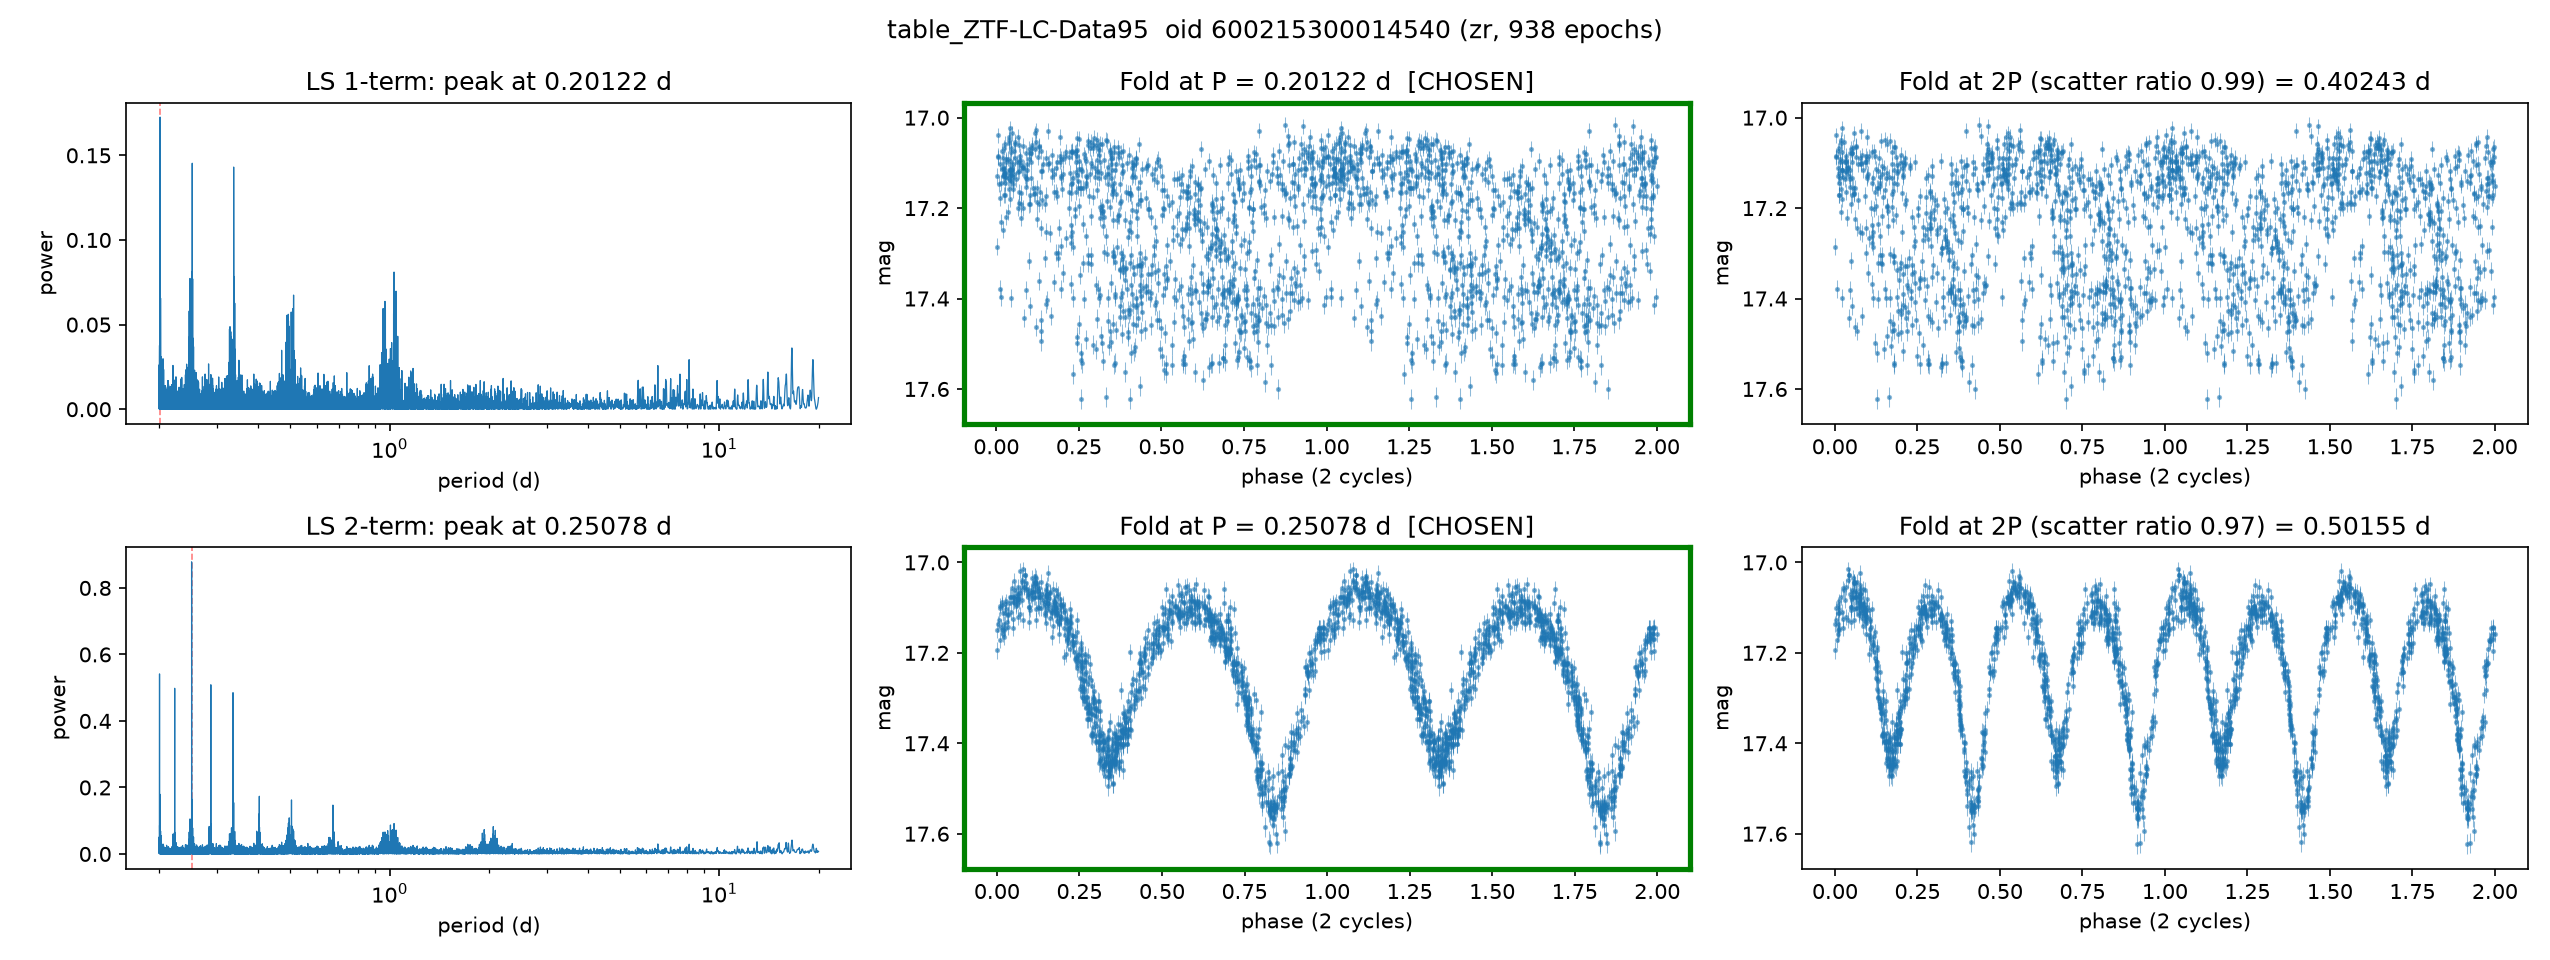 table_ZTF-LC-Data95  oid 600215300014540 (zr, 938 epochs)
LS 1-term: peak at 0.20122 d
power
0.15
0.10
0.05
0.00
10⁰
10¹
period (d)
Fold at P = 0.20122 d  [CHOSEN]
mag
17.0
17.2
17.4
17.6
0.00 0.25 0.50 0.75 1.00 1.25 1.50 1.75 2.00
phase (2 cycles)
Fold at 2P (scatter ratio 0.99) = 0.40243 d
mag
17.0
17.2
17.4
17.6
0.00 0.25 0.50 0.75 1.00 1.25 1.50 1.75 2.00
phase (2 cycles)
LS 2-term: peak at 0.25078 d
power
0.8
0.6
0.4
0.2
0.0
10⁰
10¹
period (d)
Fold at P = 0.25078 d  [CHOSEN]
mag
17.0
17.2
17.4
17.6
0.00 0.25 0.50 0.75 1.00 1.25 1.50 1.75 2.00
phase (2 cycles)
Fold at 2P (scatter ratio 0.97) = 0.50155 d
mag
17.0
17.2
17.4
17.6
0.00 0.25 0.50 0.75 1.00 1.25 1.50 1.75 2.00
phase (2 cycles)